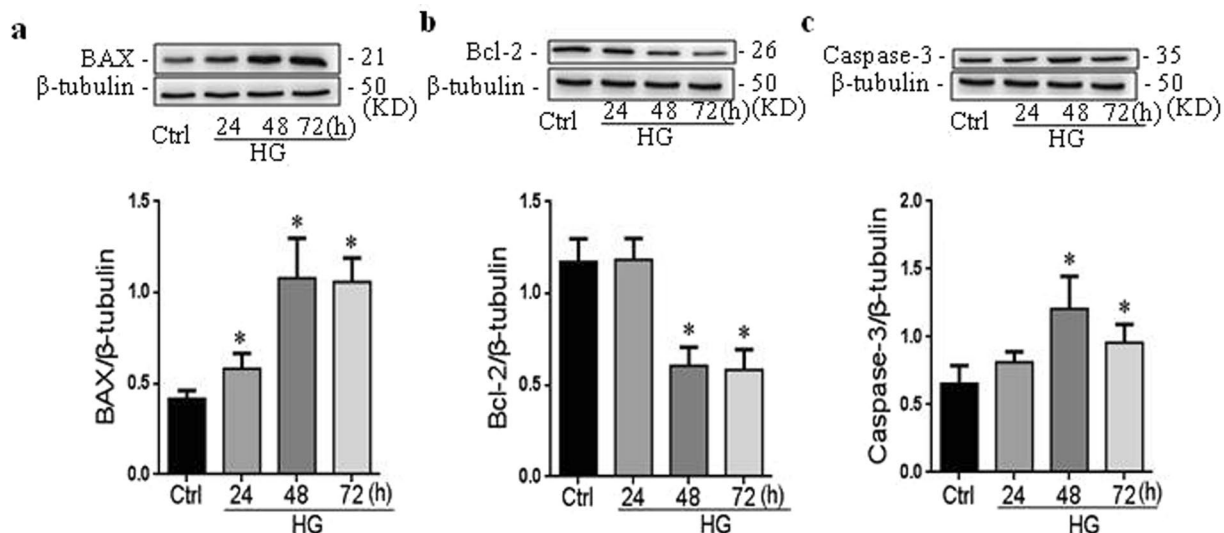 a
BAX - - 21
β-tubulin - - 50
(KD)
Ctrl 24 48 72(h)
HG
b
Bcl-2 - - 26
β-tubulin - - 50
(KD)
Ctrl 24 48 72(h)
HG
c
Caspase-3 - - 35
β-tubulin - - 50
(KD)
Ctrl 24 48 72(h)
HG
BAX/β-tubulin
1.5
1.0
0.5
0.0
* * *
Ctrl 24 48 72(h)
HG
Bcl-2/β-tubulin
1.5
1.0
0.5
0.0
* *
Ctrl 24 48 72(h)
HG
Caspase-3/β-tubulin
2.0
1.5
1.0
0.5
0.0
* *
Ctrl 24 48 72(h)
HG